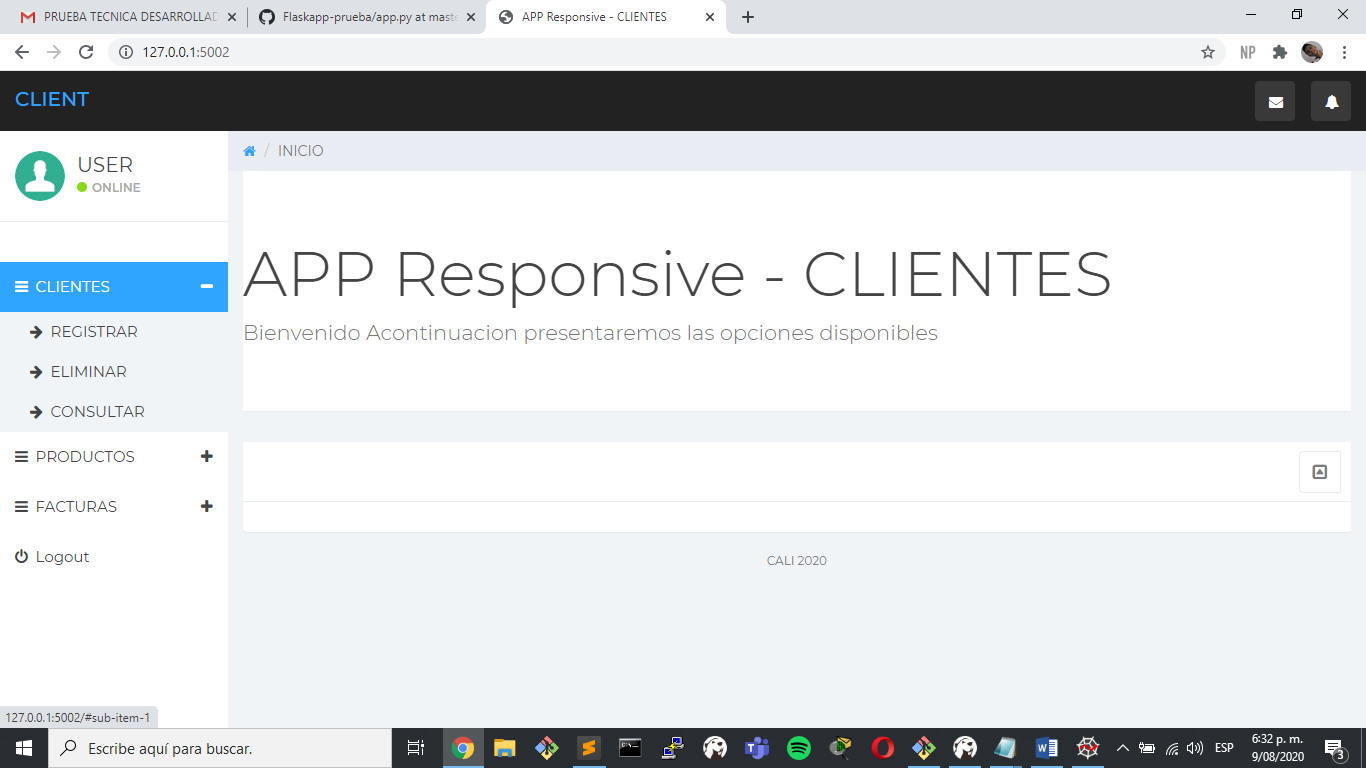 PRUEBA TECNICA DESARROLLAD
Flaskapp-prueba/app.py at maste
APP Responsive - CLIENTES
127.0.0.1:5002
NP
CLIENT
USER
ONLINE
INICIO
APP Responsive - CLIENTES
Bienvenido Acontinuacion presentaremos las opciones disponibles
CLIENTES
REGISTRAR
ELIMINAR
CONSULTAR
PRODUCTOS
FACTURAS
Logout
CALI 2020
127.0.0.1:5002/#sub-item-1
Escribe aquí para buscar.
ESP
6:32 p. m.
9/08/2020
3